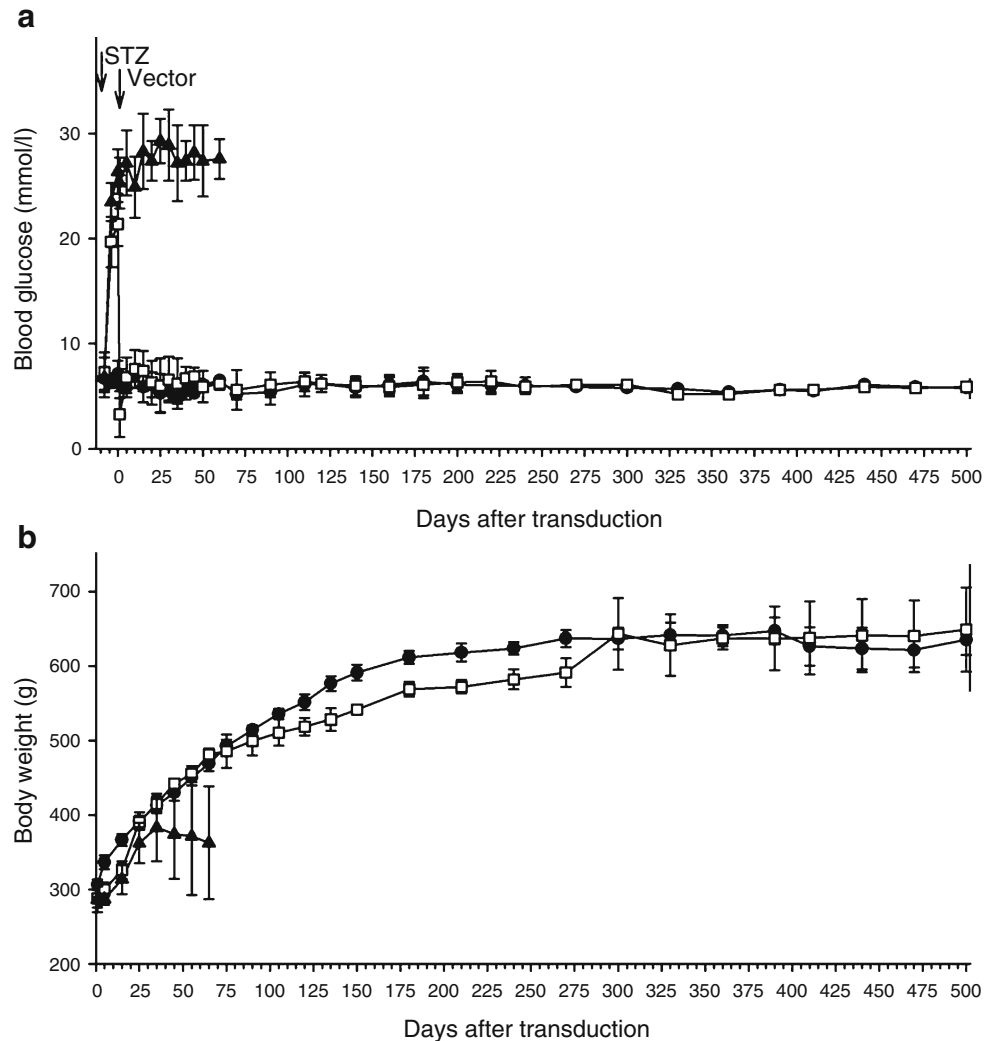 a
STZ
Vector
Blood glucose (mmol/l)
30
20
10
0
0 25 50 75 100 125 150 175 200 225 250 275 300 325 350 375 400 425 450 475 500
Days after transduction
b
Body weight (g)
700
600
500
400
300
200
0 25 50 75 100 125 150 175 200 225 250 275 300 325 350 375 400 425 450 475 500
Days after transduction